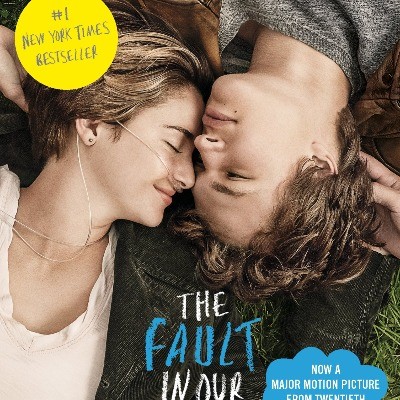 #1
NEW YORK TIMES
BESTSELLER
THE
FAULT
IN OUR
NOW A
MAJOR MOTION PICTURE
FROM TWENTIETH